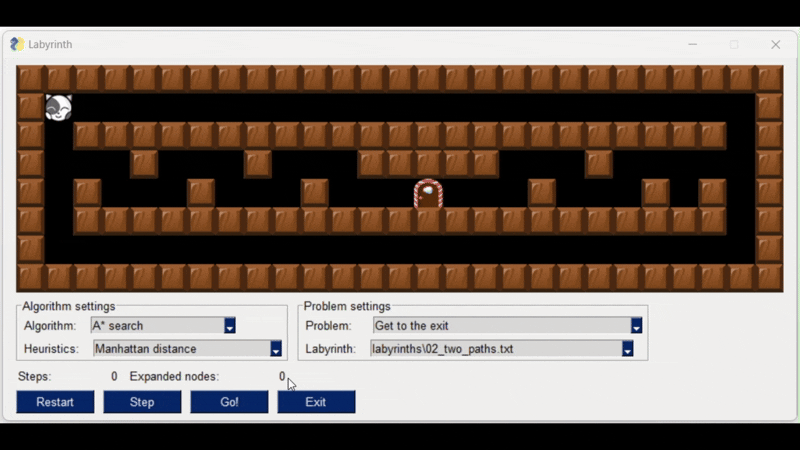 Labyrinth
Algorithm settings
Algorithm: A* search
Heuristics: Manhattan distance
Problem settings
Problem: Get to the exit
Labyrinth: labyrinths\02_two_paths.txt
Steps: 0 Expanded nodes: 0
Restart Step Go! Exit